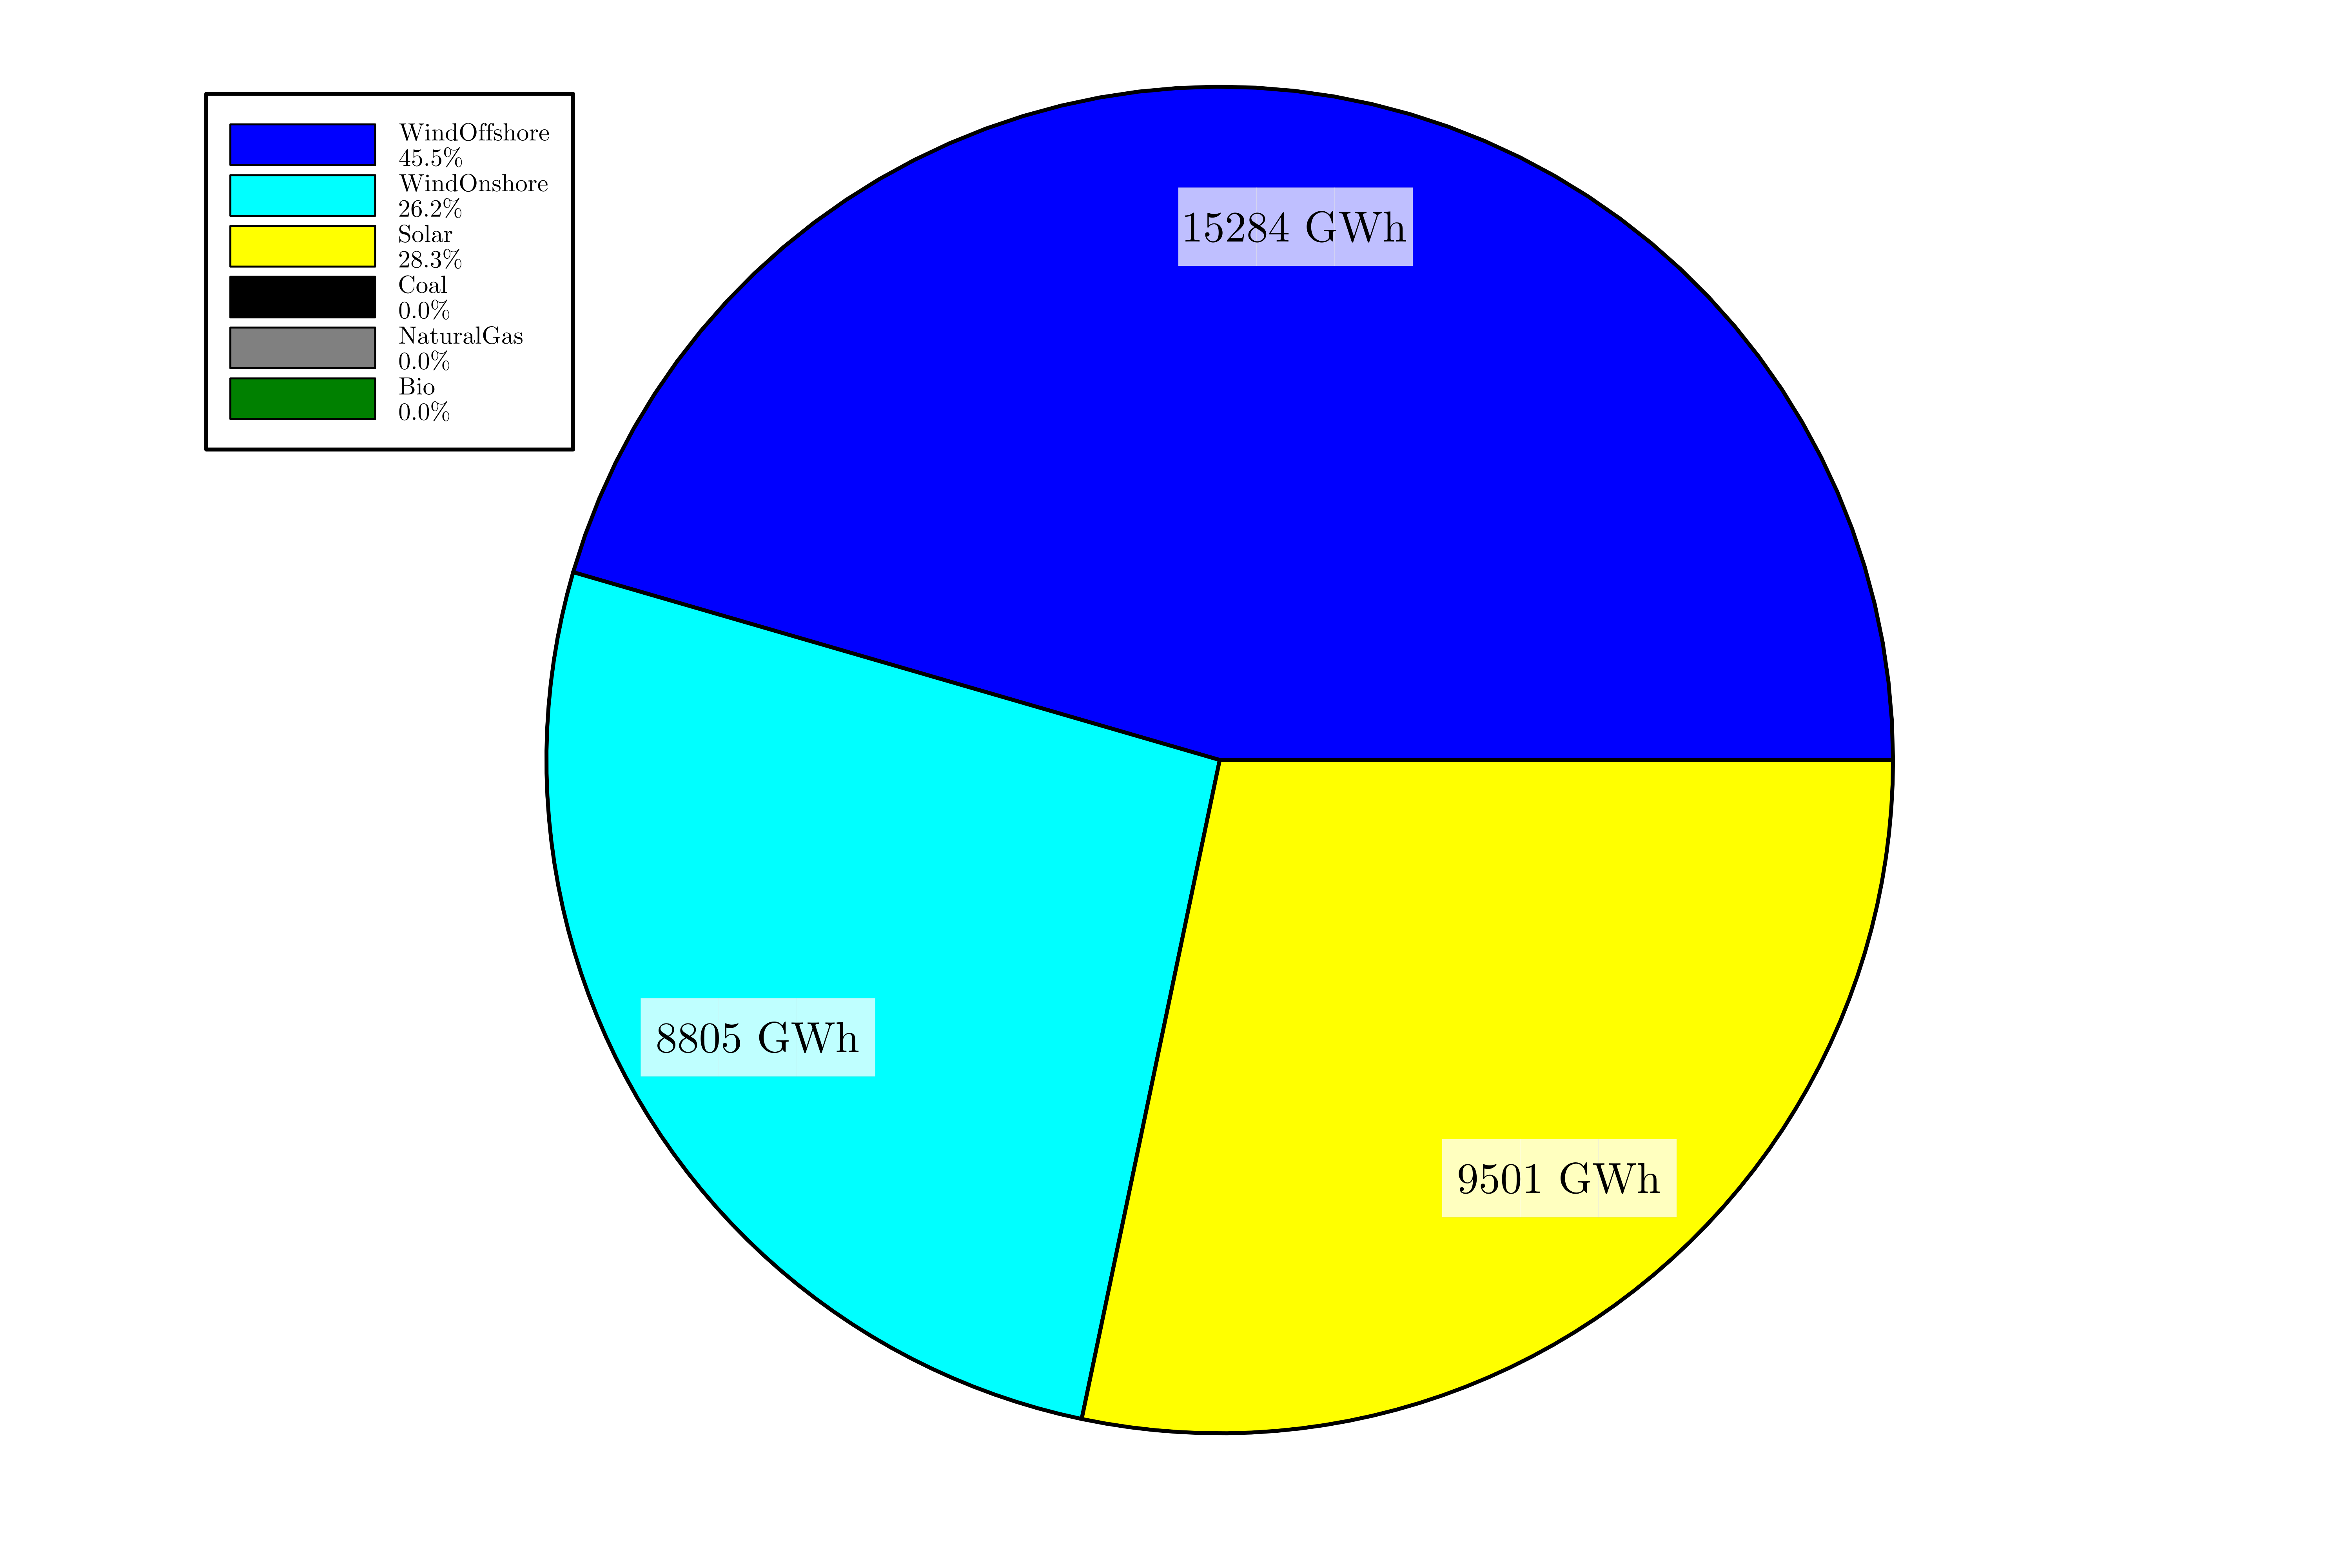 WindOffshore
45.5%
WindOnshore
26.2%
Solar
28.3%
Coal
0.0%
NaturalGas
0.0%
Bio
0.0%
15284 GWh
8805 GWh
9501 GWh